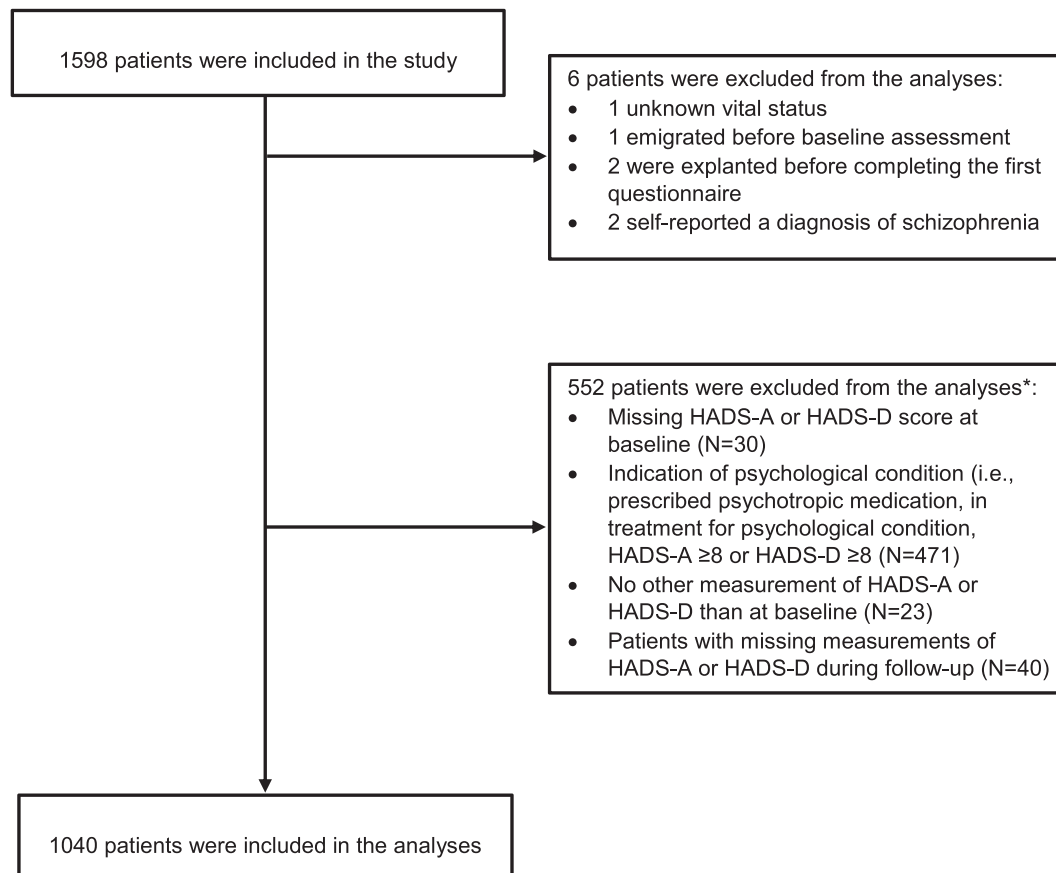 1598 patients were included in the study
6 patients were excluded from the analyses:
• 1 unknown vital status
• 1 emigrated before baseline assessment
• 2 were explanted before completing the first
questionnaire
• 2 self-reported a diagnosis of schizophrenia
552 patients were excluded from the analyses*:
• Missing HADS-A or HADS-D score at
baseline (N=30)
• Indication of psychological condition (i.e.,
prescribed psychotropic medication, in
treatment for psychological condition,
HADS-A ≥8 or HADS-D ≥8 (N=471)
• No other measurement of HADS-A or
HADS-D than at baseline (N=23)
• Patients with missing measurements of
HADS-A or HADS-D during follow-up (N=40)
1040 patients were included in the analyses